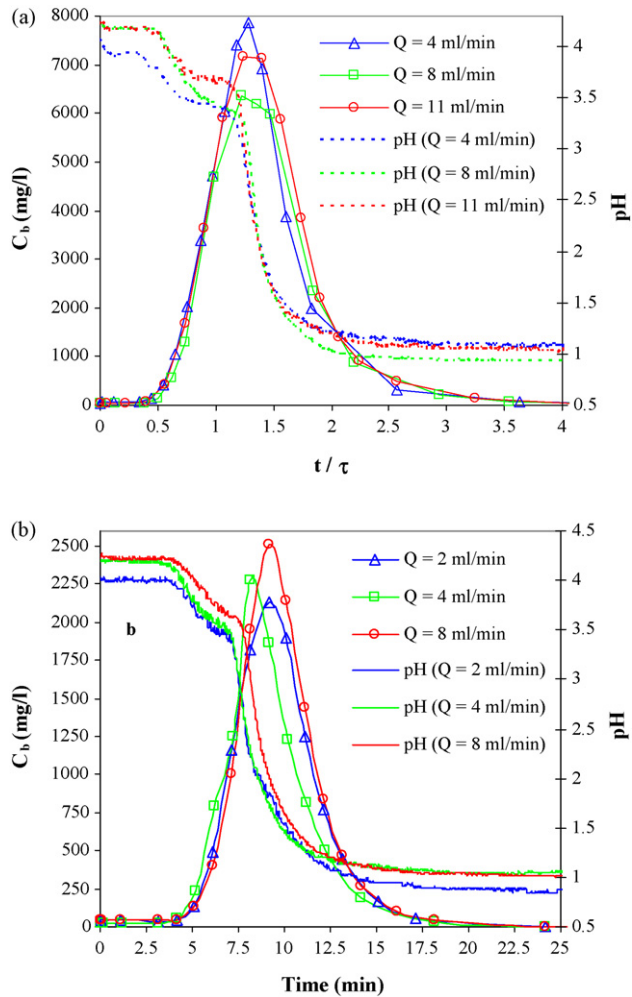 (a)
8000
7000
6000
5000
4000
3000
2000
1000
0
C_b (mg/l)
Q = 4 ml/min
Q = 8 ml/min
Q = 11 ml/min
pH (Q = 4 ml/min)
pH (Q = 8 ml/min)
pH (Q = 11 ml/min)
4
3.5
3
2.5
2
1.5
1
0.5
pH
0 0.5 1 1.5 2 2.5 3 3.5 4
t / τ
(b)
2500
2250
2000
1750
1500
1250
1000
750
500
250
0
C_b (mg/l)
b
Q = 2 ml/min
Q = 4 ml/min
Q = 8 ml/min
pH (Q = 2 ml/min)
pH (Q = 4 ml/min)
pH (Q = 8 ml/min)
4.5
4
3.5
3
2.5
2
1.5
1
0.5
pH
0 2.5 5 7.5 10 12.5 15 17.5 20 22.5 25
Time (min)